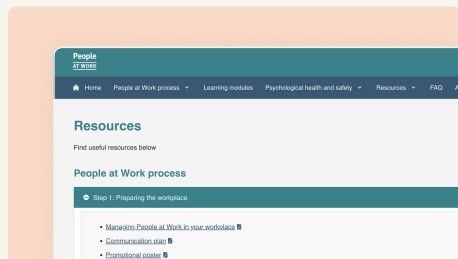 People
AT WORK
Home People at Work process Learning modules Psychological health and safety Resources FAQ
Resources
Find useful resources below
People at Work process
Step 1: Preparing the workplace
Managing People at Work in your workplace
Communication plan
Promotional poster